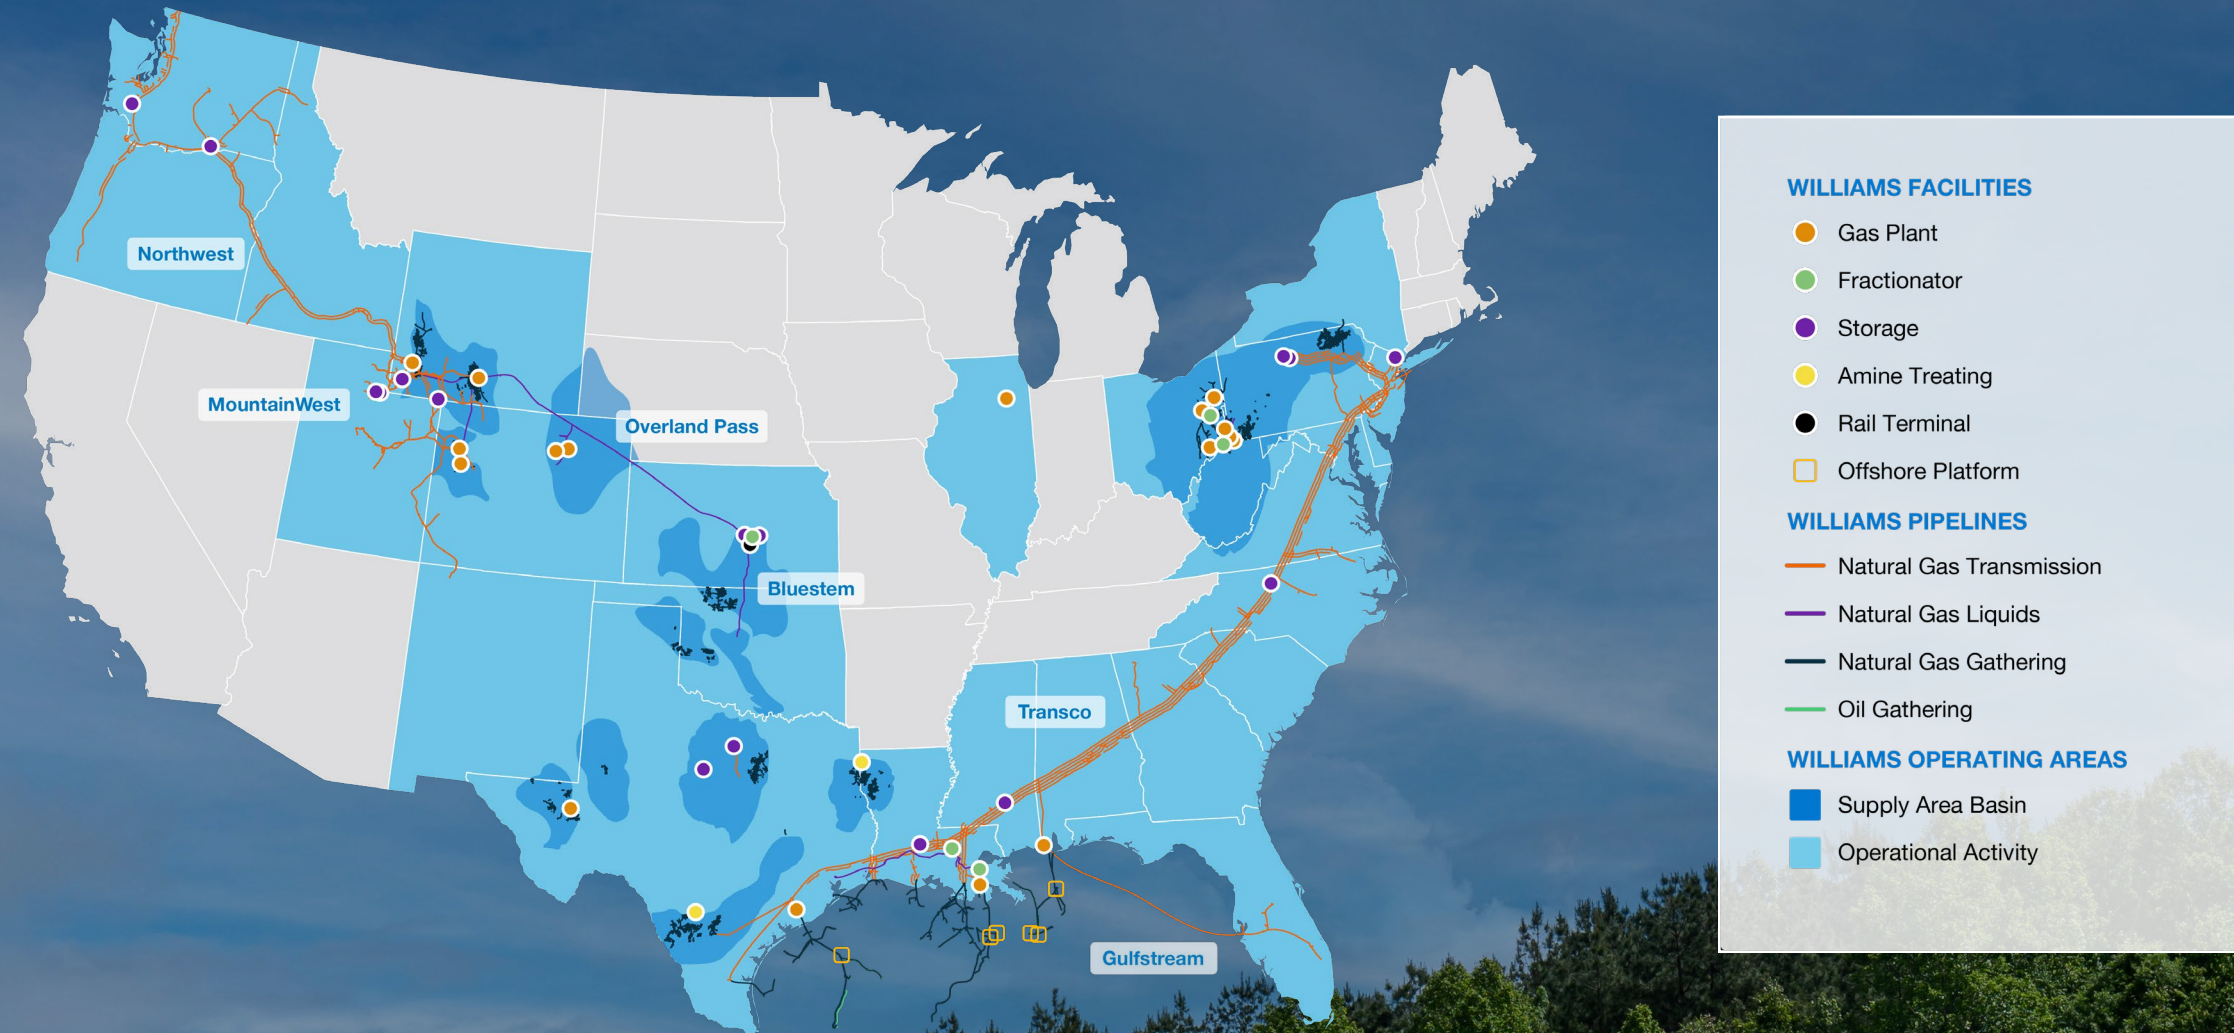 Northwest
MountainWest
Overland Pass
Bluestem
Transco
Gulfstream
WILLIAMS FACILITIES
Gas Plant
Fractionator
Storage
Amine Treating
Rail Terminal
Offshore Platform
WILLIAMS PIPELINES
Natural Gas Transmission
Natural Gas Liquids
Natural Gas Gathering
Oil Gathering
WILLIAMS OPERATING AREAS
Supply Area Basin
Operational Activity